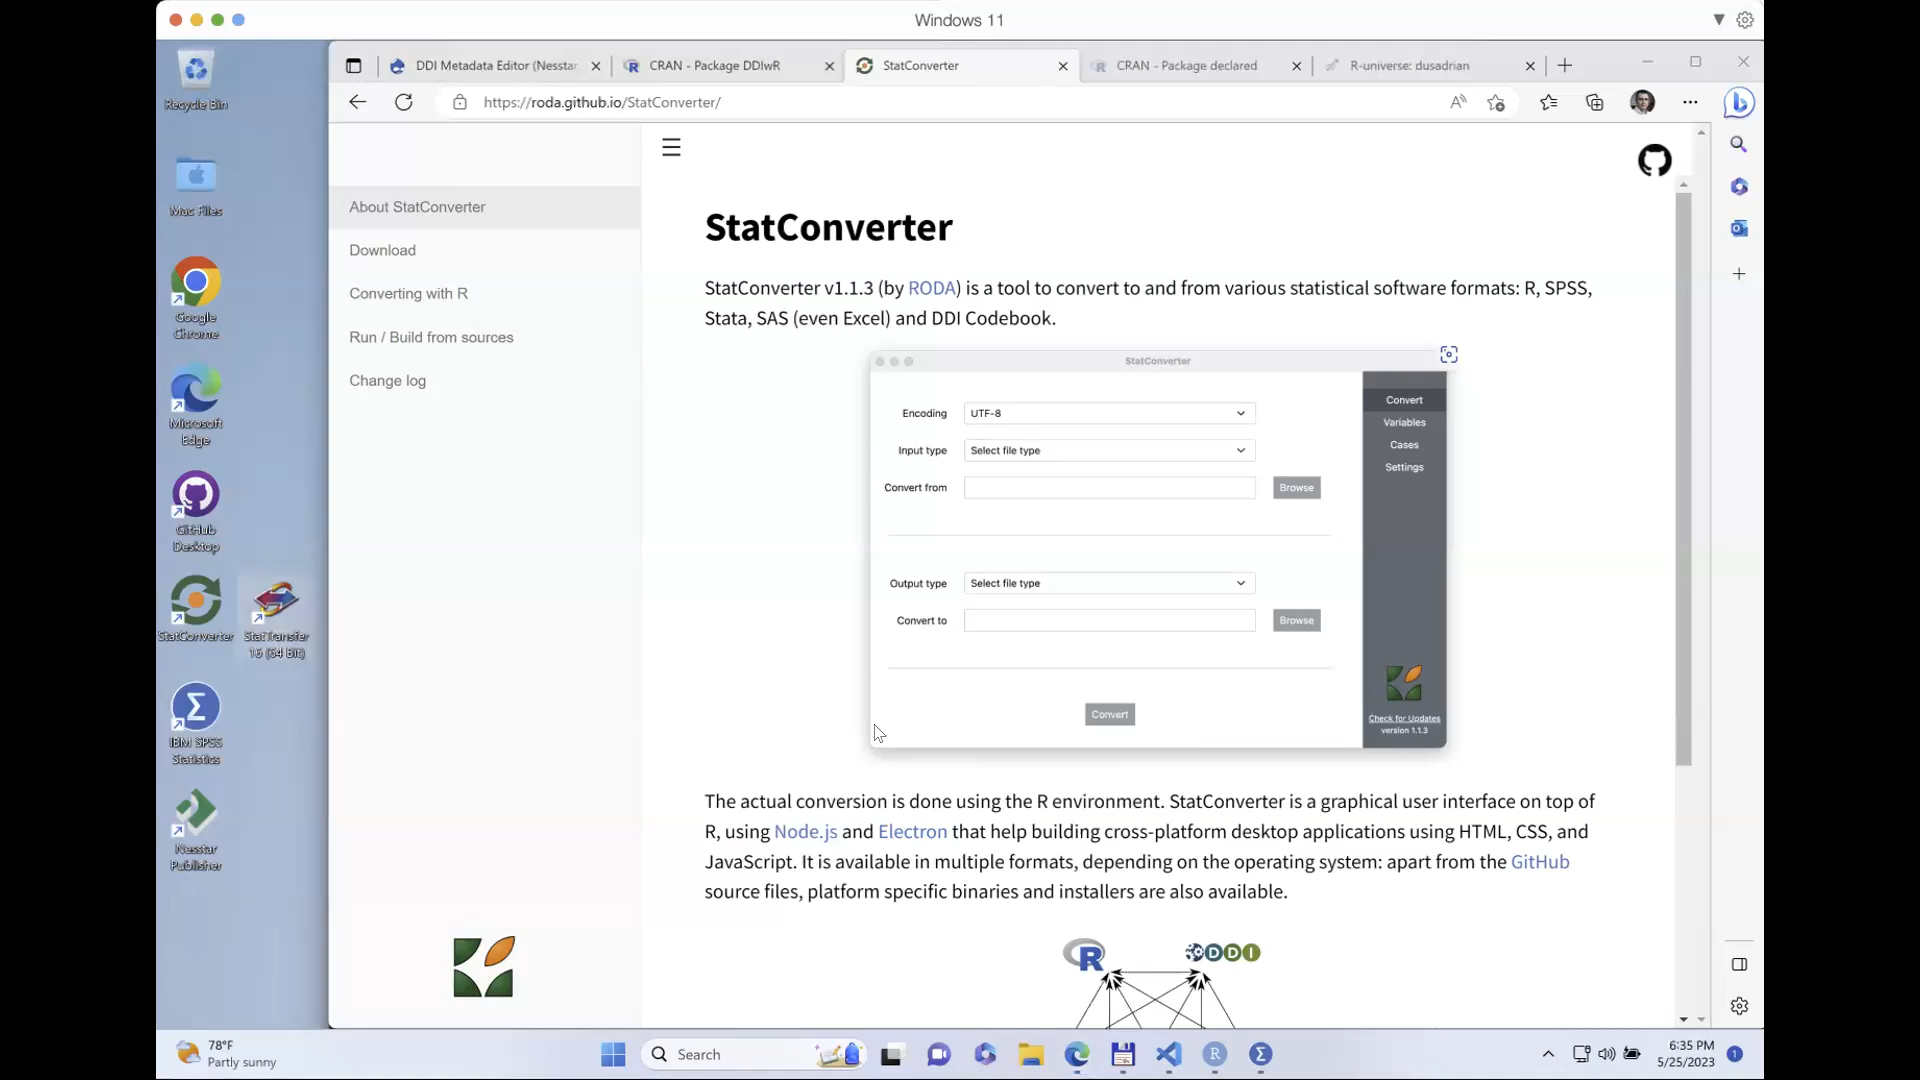 Windows 11
DDI Metadata Editor (Nesstar
CRAN - Package DDIwR
StatConverter
CRAN - Package declared
R-universe: dusadrian
https://roda.github.io/StatConverter/
Recycle Bin
Mac Files
Google
Chrome
Microsoft
Edge
GitHub
Desktop
StatConverter
StatTransfer
16 (64 Bit)
IBM SPSS
Statistics
Nesstar
Publisher
About StatConverter
Download
Converting with R
Run / Build from sources
Change log
StatConverter
StatConverter v1.1.3 (by RODA) is a tool to convert to and from various statistical software formats: R, SPSS,
Stata, SAS (even Excel) and DDI Codebook.
StatConverter
Encoding UTF-8
Input type Select file type
Convert from Browse
Output type Select file type
Convert to Browse
Convert
Convert
Variables
Cases
Settings
Check for Updates
version 1.1.3
The actual conversion is done using the R environment. StatConverter is a graphical user interface on top of
R, using Node.js and Electron that help building cross-platform desktop applications using HTML, CSS, and
JavaScript. It is available in multiple formats, depending on the operating system: apart from the GitHub
source files, platform specific binaries and installers are also available.
R
DDI
78°F
Partly sunny
Search
6:35 PM
5/25/2023
1